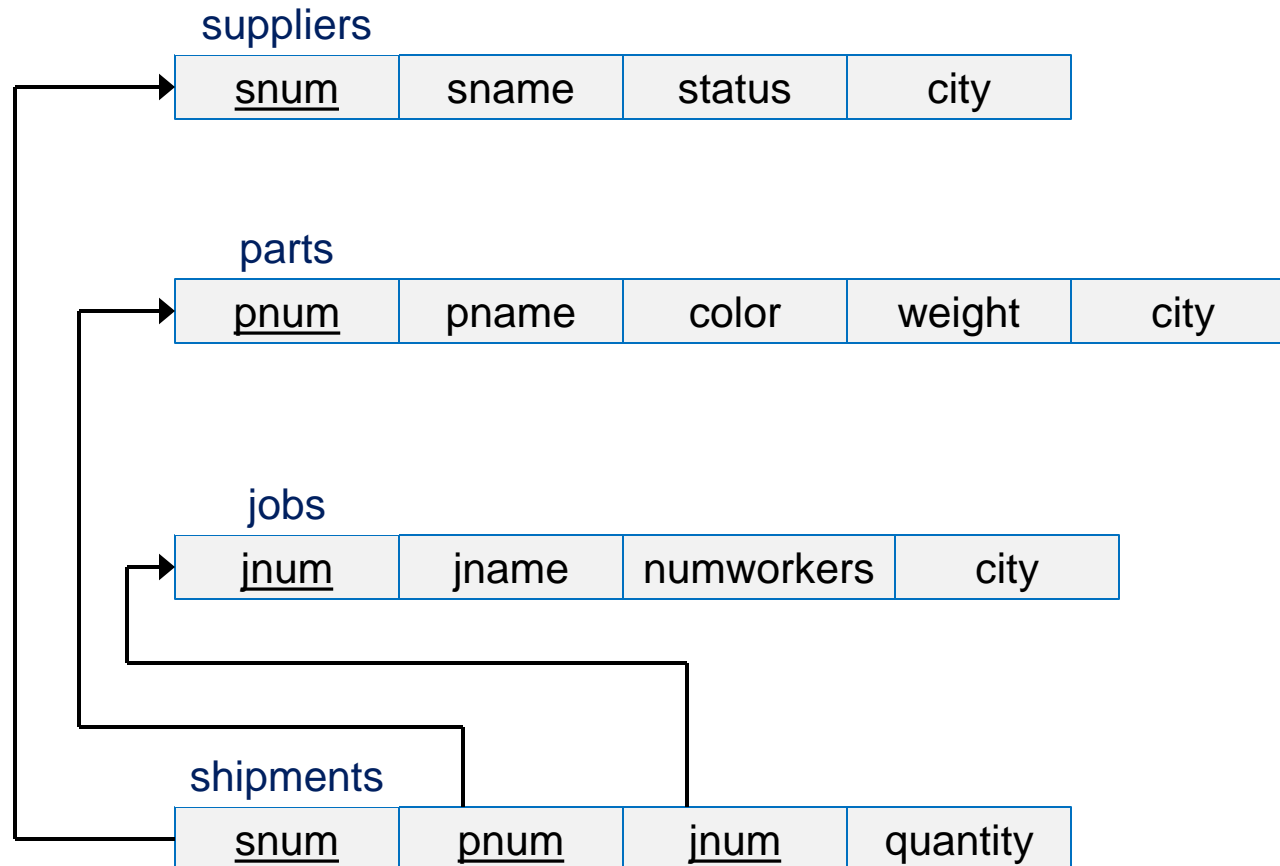 suppliers
snum sname status city
parts
pnum pname color weight city
jobs
jnum jname numworkers city
shipments
snum pnum jnum quantity